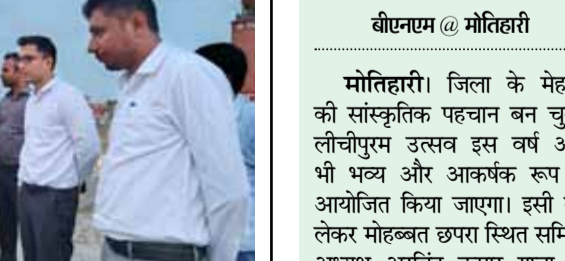 बीएनएम @ मोतिहारी
मोतिहारी। जिला के
की सांस्कृतिक पहचान बन
लीचीपुरम उत्सव इस वर्ष
भी भव्य और आकर्षक रूप
आयोजित किया जाएगा। इसी
लेकर मोहब्बत छपरा स्थित